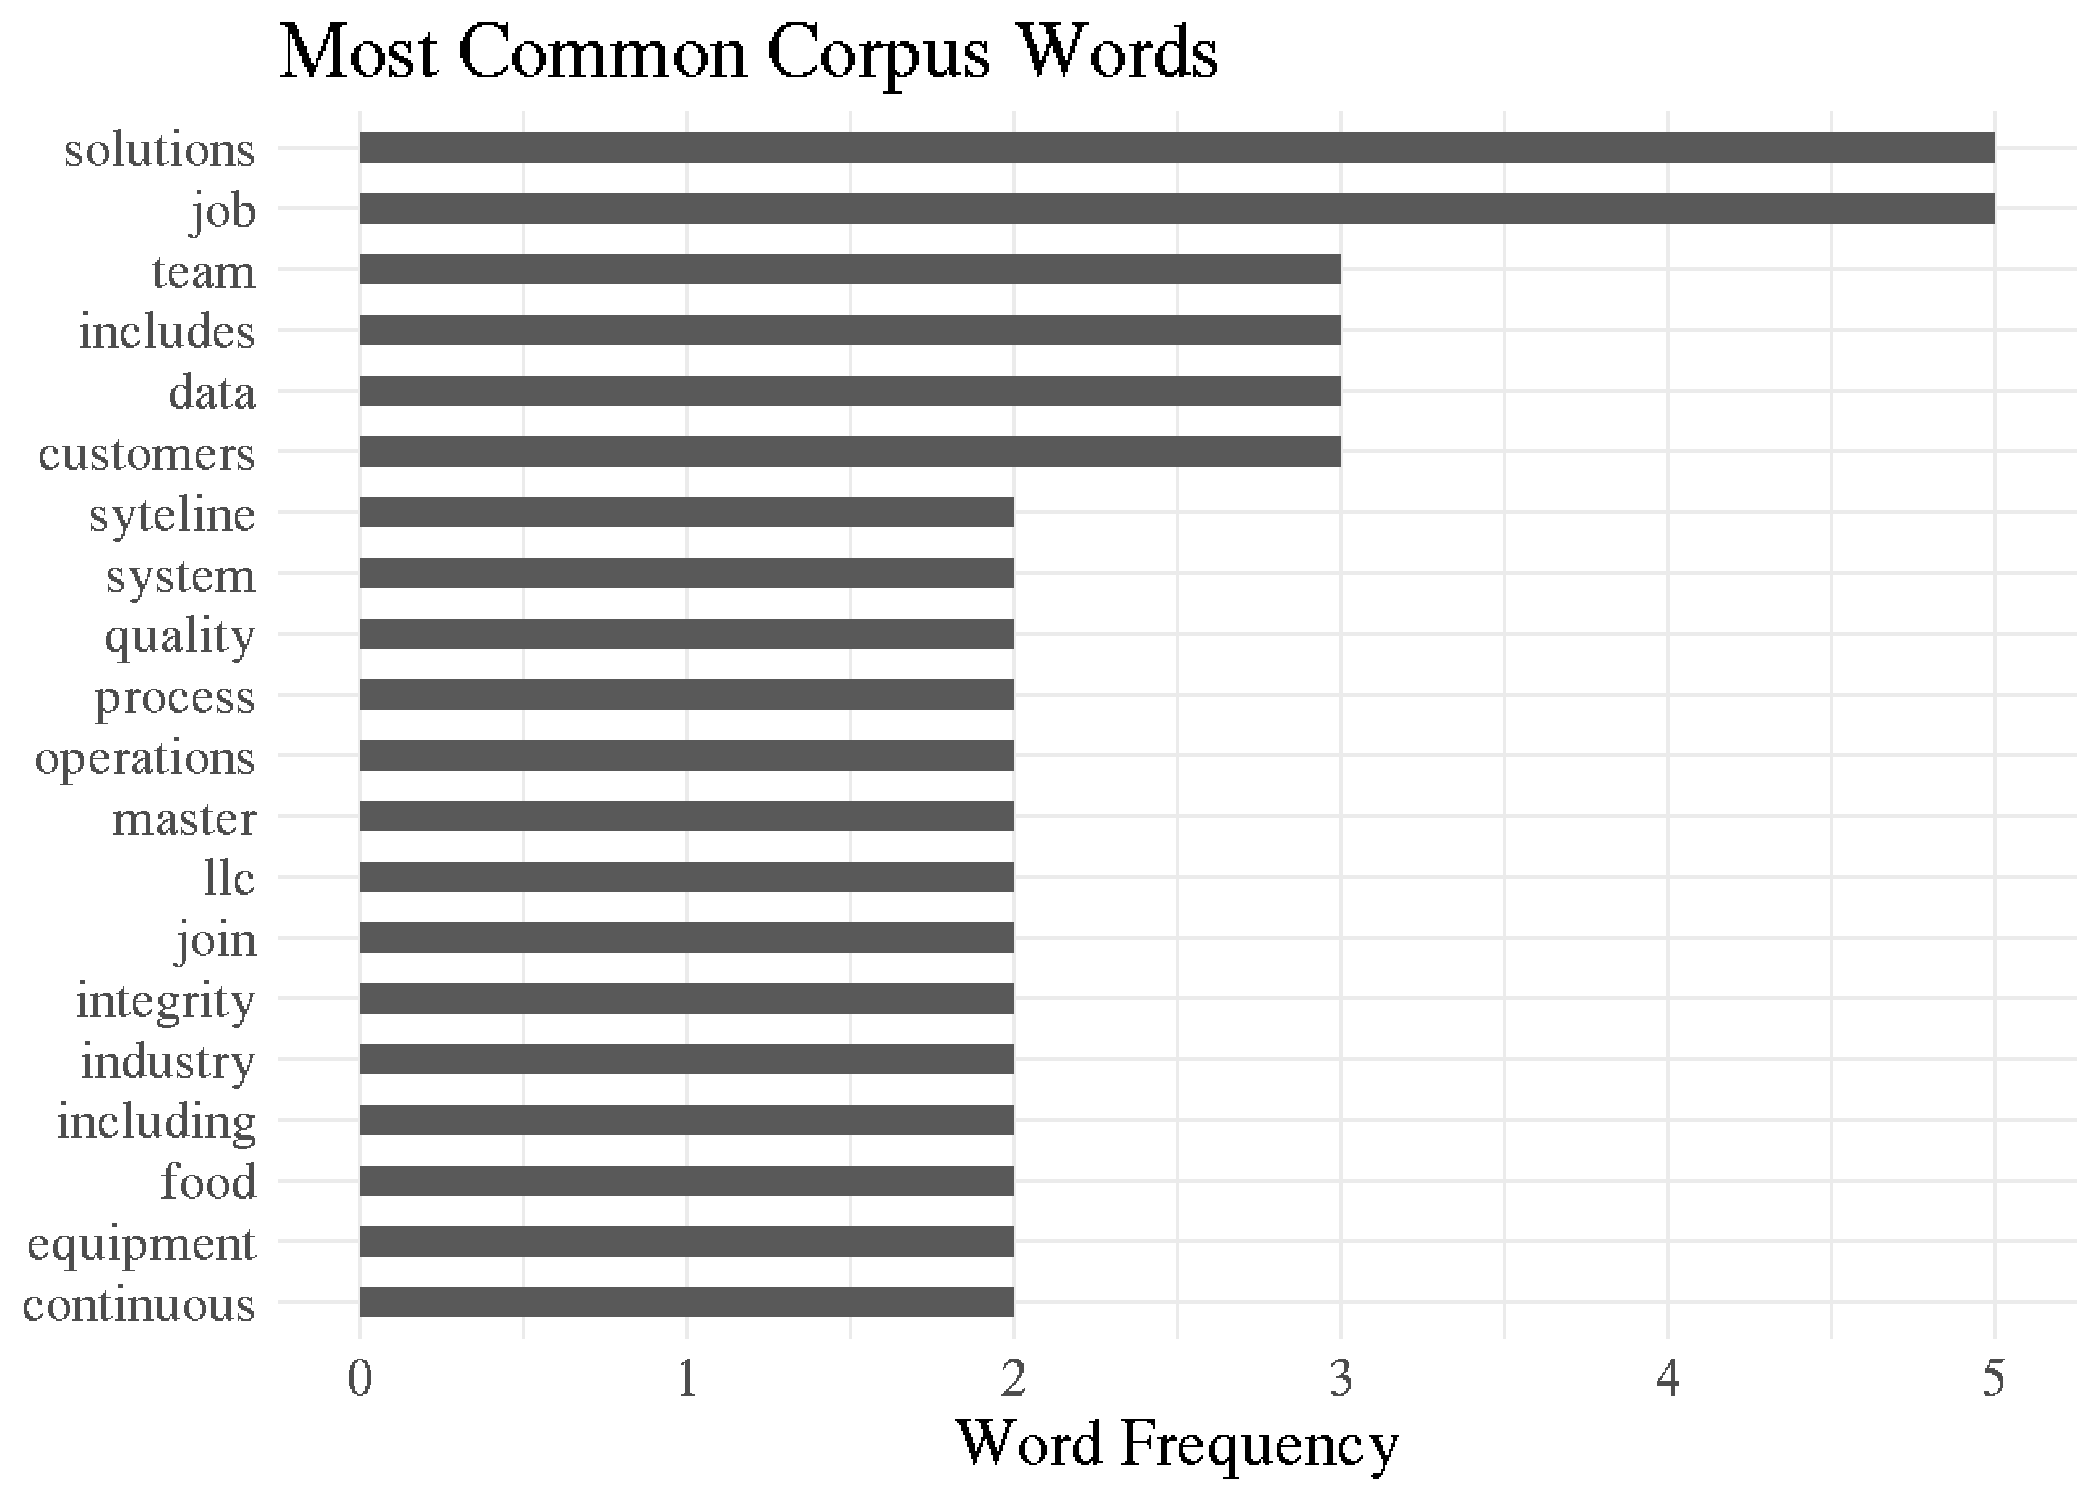 Most Common Corpus Words
solutions
job
team
includes
data
customers
syteline
system
quality
process
operations
master
llc
join
integrity
industry
including
food
equipment
continuous
0 1 2 3 4 5
Word Frequency